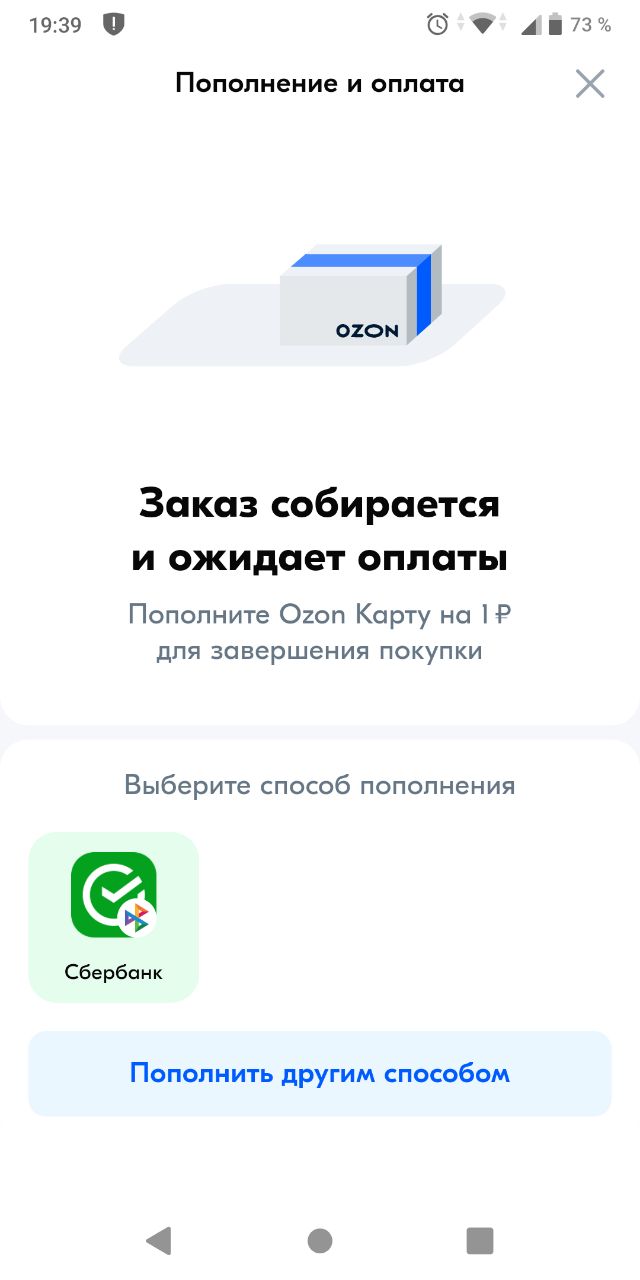 19:39
73 %
Пополнение и оплата
OZON
Заказ собирается
и ожидает оплаты
Пополните Ozon Карту на 1 ₽
для завершения покупки
Выберите способ пополнения
Сбербанк
Пополнить другим способом